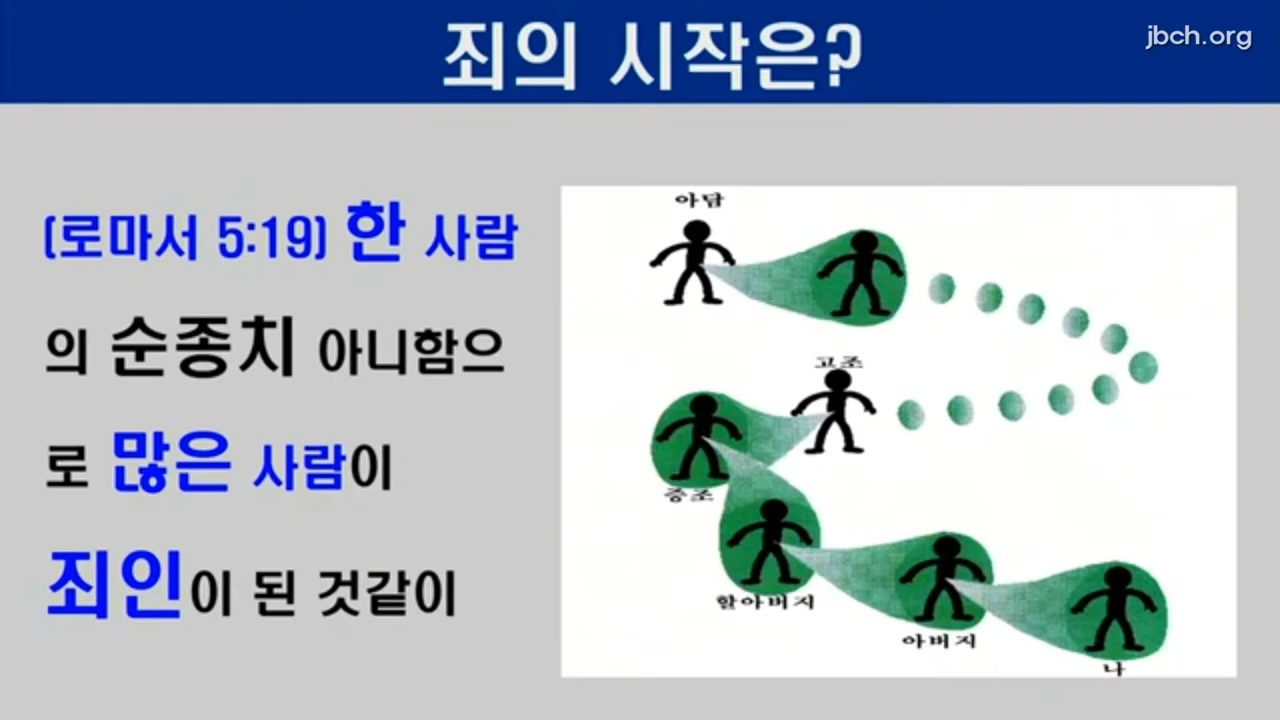 죄의 시작은?
jbch.org
(로마서 5:19) 한 사람
의 순종치 아니함으
로 많은 사람이
죄인이 된 것같이
아담
고조
증조
할아버지
아버지
나